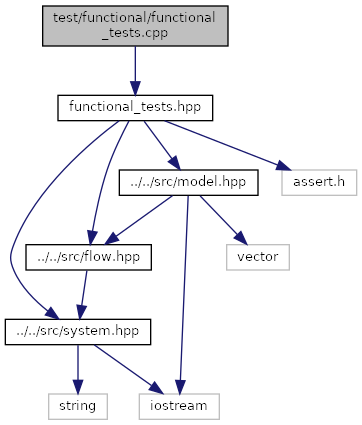 test/functional/functional
_tests.cpp
functional_tests.hpp
../../src/model.hpp
assert.h
../../src/flow.hpp
vector
../../src/system.hpp
string
iostream